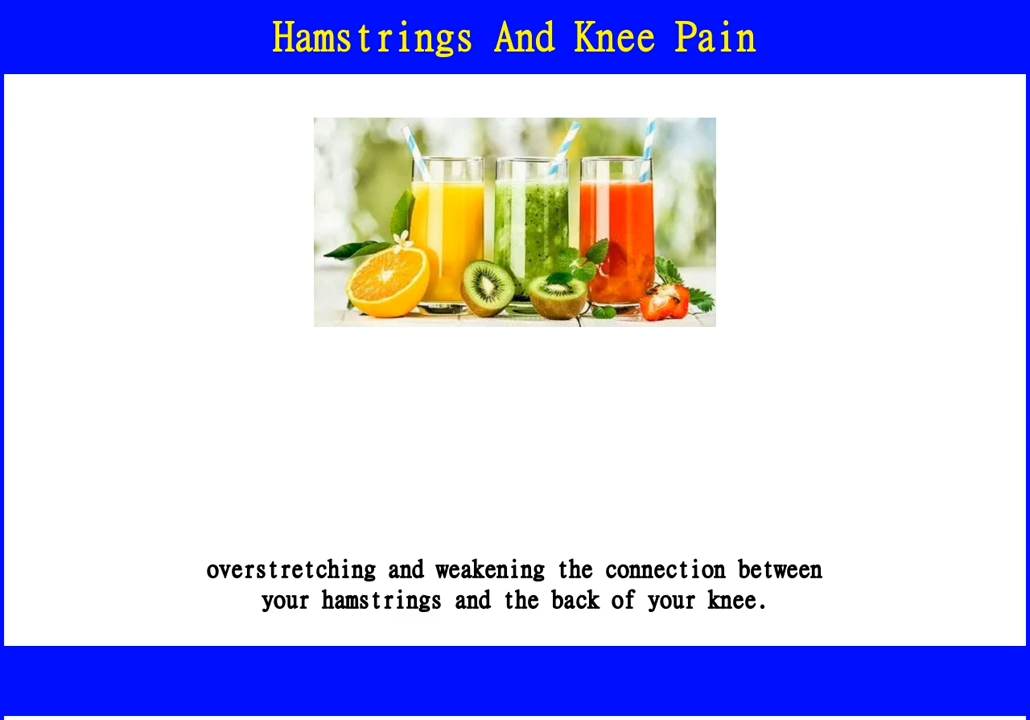 Hamstrings And Knee Pain
overstretching and weakening the connection between
your hamstrings and the back of your knee.